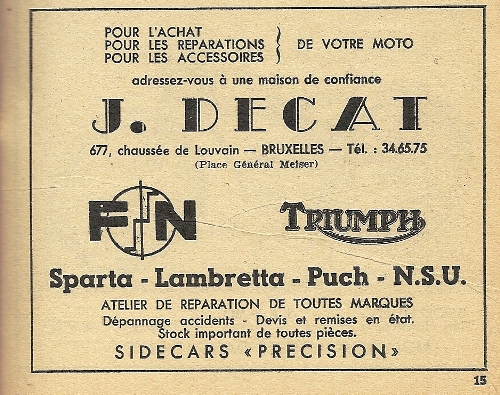 POUR L'ACHAT
POUR LES REPARATIONS
POUR LES ACCESSOIRES
DE VOTRE MOTO
adressez-vous à une maison de confiance
J. DECAT
677, chaussée de Louvain — BRUXELLES — Tél. : 34.65.75
(Place Général Meiser)
FN
TRIUMPH
Sparta - Lambretta - Puch - N.S.U.
ATELIER DE REPARATION DE TOUTES MARQUES
Dépannage accidents - Devis et remises en état.
Stock important de toutes pièces.
SIDECARS «PRECISION»
15